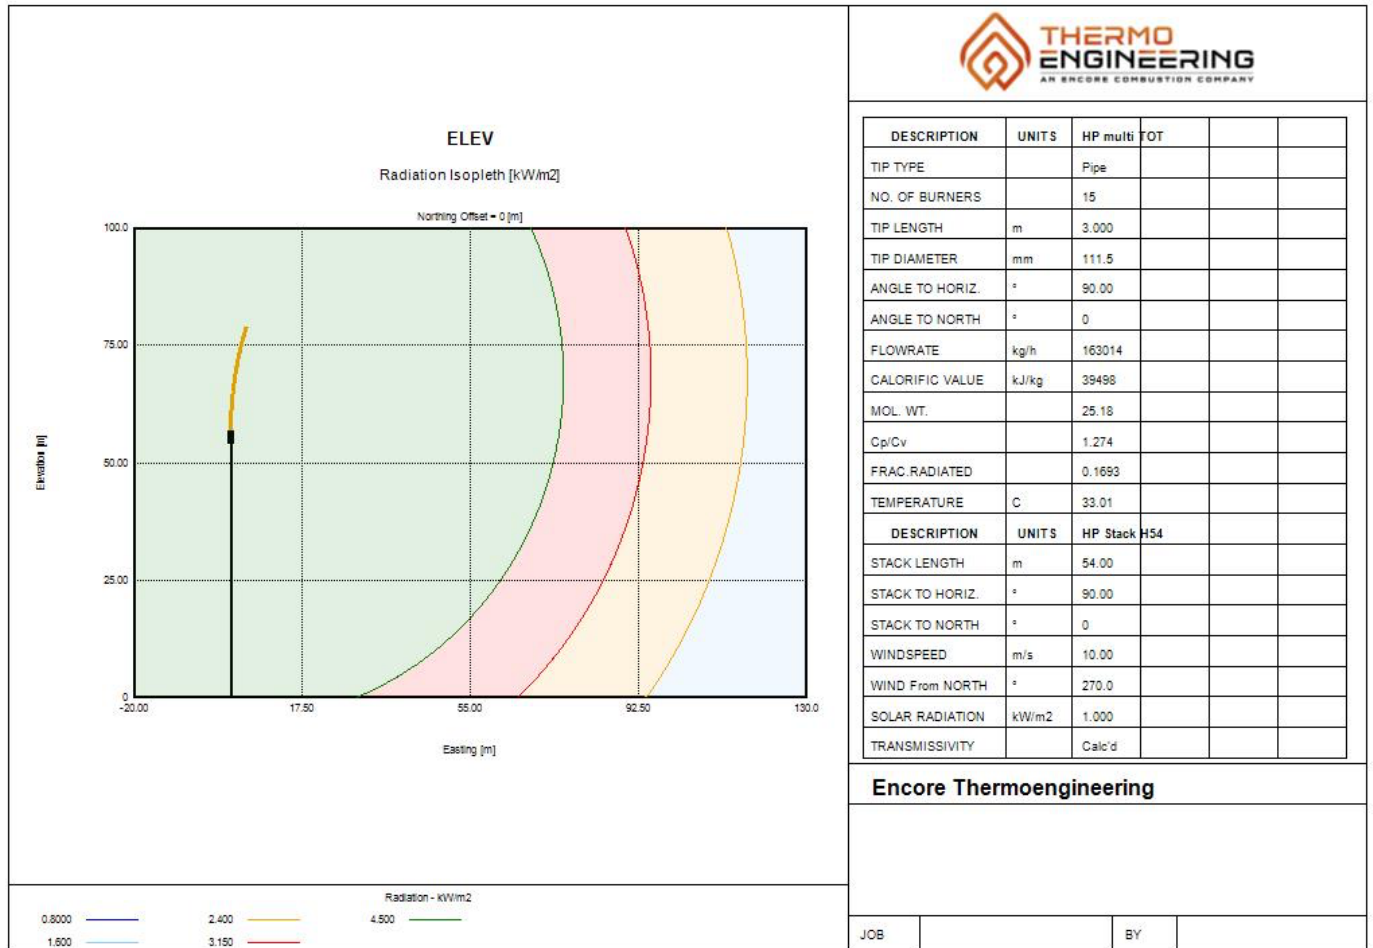 THERMO
ENGINEERING
AN ENCORE COMBUSTION COMPANY
ELEV
Radiation Isopleth [kW/m2]
Northing Offset = 0 [m]
100.0
75.00
50.00
25.00
0
Elevation [m]
-20.00 17.50 55.00 92.50 130.0
Easting [m]
DESCRIPTION UNITS HP multi TOT
TIP TYPE Pipe
NO. OF BURNERS 15
TIP LENGTH m 3.000
TIP DIAMETER mm 111.5
ANGLE TO HORIZ. ° 90.00
ANGLE TO NORTH ° 0
FLOWRATE kg/h 163014
CALORIFIC VALUE kJ/kg 39498
MOL. WT. 25.18
Cp/Cv 1.274
FRAC.RADIATED 0.1693
TEMPERATURE C 33.01
DESCRIPTION UNITS HP Stack H54
STACK LENGTH m 54.00
STACK TO HORIZ. ° 90.00
STACK TO NORTH ° 0
WINDSPEED m/s 10.00
WIND From NORTH ° 270.0
SOLAR RADIATION kW/m2 1.000
TRANSMISSIVITY Calc'd
Encore Thermoengineering
Radiation - kW/m2
0.8000 2.400 4.500
1.600 3.150
JOB BY